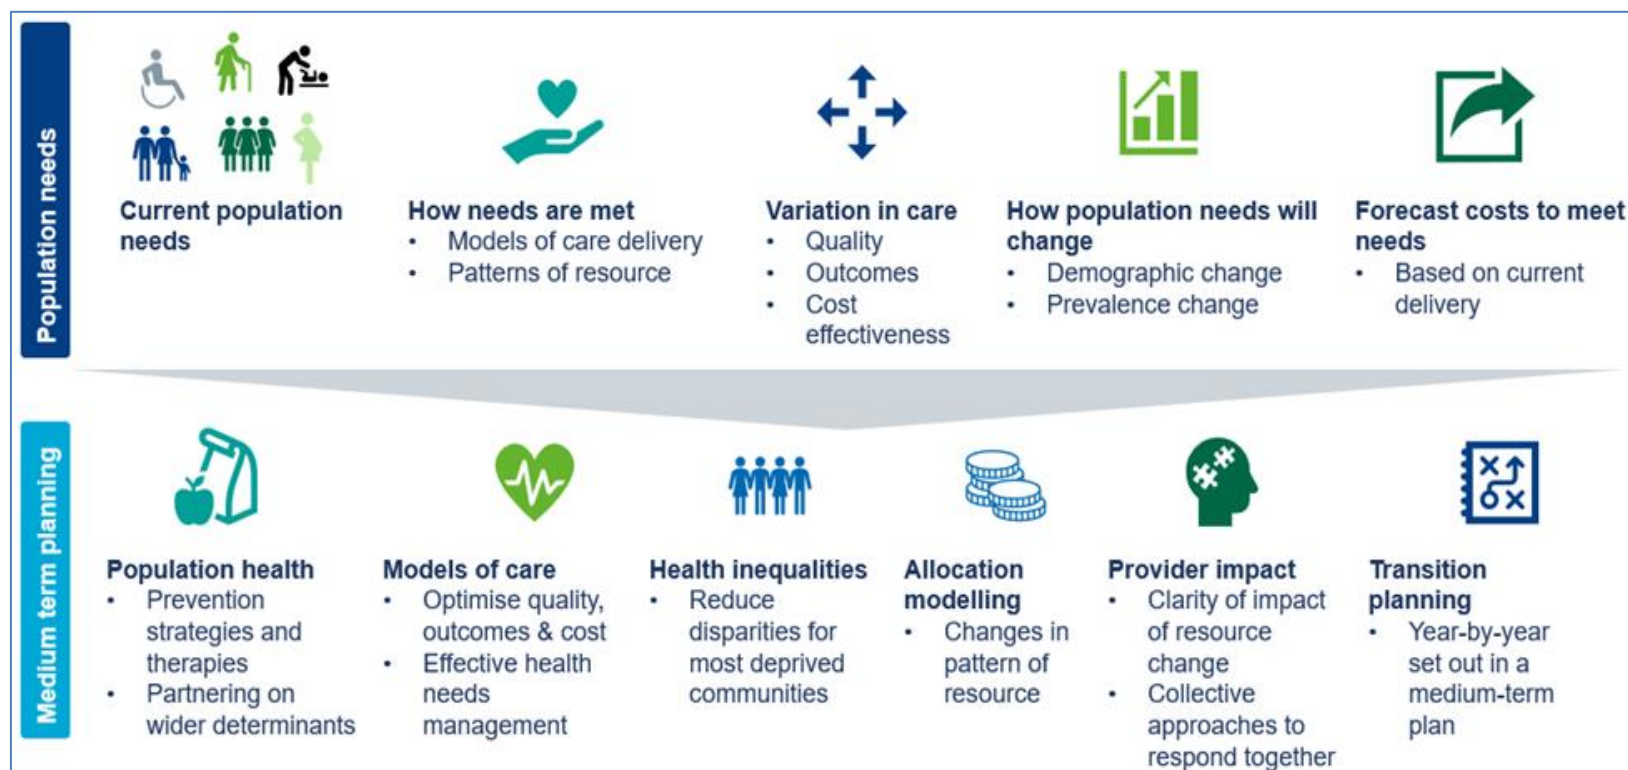 Population needs
Current population
needs
How needs are met
• Models of care delivery
• Patterns of resource
Variation in care
• Quality
• Outcomes
• Cost
effectiveness
How population needs will
change
• Demographic change
• Prevalence change
Forecast costs to meet
needs
• Based on current
delivery
Medium term planning
Population health
• Prevention
strategies and
therapies
• Partnering on
wider determinants
Models of care
• Optimise quality,
outcomes & cost
• Effective health
needs
management
Health inequalities
• Reduce
disparities for
most deprived
communities
Allocation
modelling
• Changes in
pattern of
resource
Provider impact
• Clarity of impact
of resource
change
• Collective
approaches to
respond together
Transition
planning
• Year-by-year
set out in a
medium-term
plan